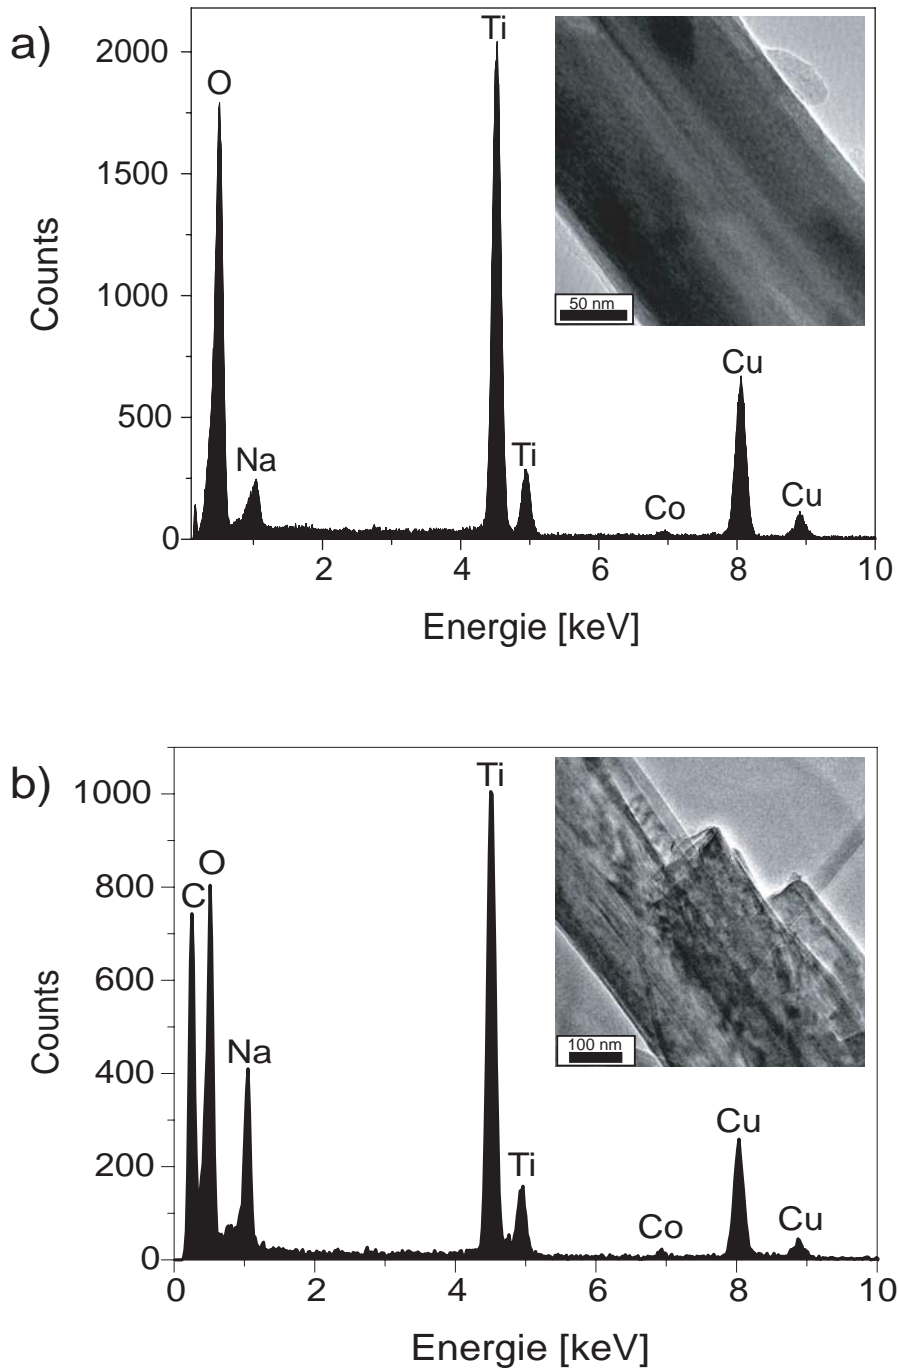 a)
Counts
2000
1500
1000
500
0
O
Na
Ti
Ti
Co
Cu
Cu
50 nm
2 4 6 8 10
Energie [keV]
b)
Counts
1000
800
600
400
200
0
C
O
Na
Ti
Ti
Co
Cu
Cu
100 nm
0 2 4 6 8 10
Energie [keV]